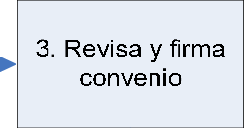 3. Revisa y firma
convenio